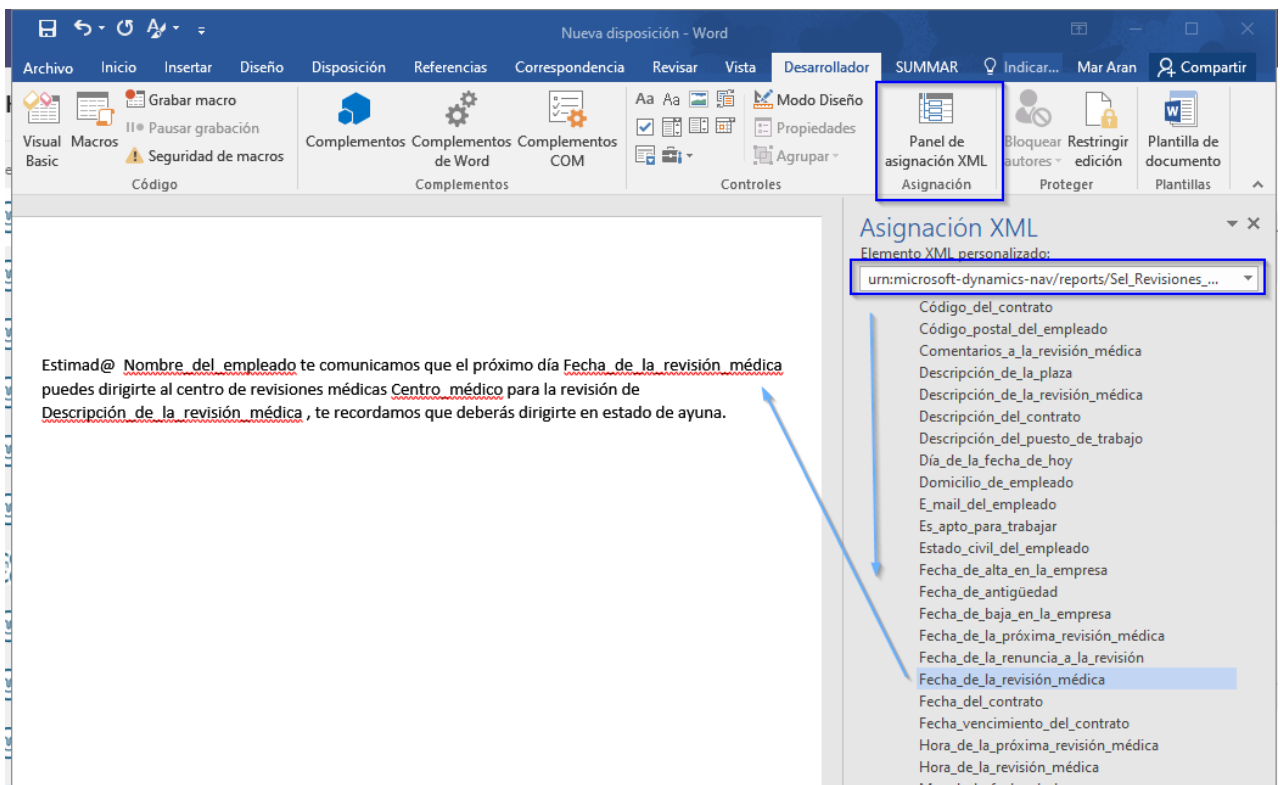 Nueva disposición - Word
Archivo Inicio Insertar Diseño Disposición Referencias Correspondencia Revisar Vista Desarrollador SUMMAR Indicar... Mar Aran Compartir
Visual Basic
Macros
Grabar macro
Pausar grabación
Seguridad de macros
Código
Complementos
Complementos de Word
Complementos COM
Complementos
Aa Aa
Modo Diseño
Propiedades
Agrupar
Controles
Panel de asignación XML
Asignación
Bloquear autores
Restringir edición
Proteger
Plantilla de documento
Plantillas
Estimad@ Nombre_del_empleado te comunicamos que el próximo día Fecha_de_la_revisión_médica
puedes dirigirte al centro de revisiones médicas Centro_médico para la revisión de
Descripción_de_la_revisión_médica , te recordamos que deberás dirigirte en estado de ayuna.
Asignación XML
Elemento XML personalizado:
urn:microsoft-dynamics-nav/reports/Sel_Revisiones_...
Código_del_contrato
Código_postal_del_empleado
Comentarios_a_la_revisión_médica
Descripción_de_la_plaza
Descripción_de_la_revisión_médica
Descripción_del_contrato
Descripción_del_puesto_de_trabajo
Día_de_la_fecha_de_hoy
Domicilio_de_empleado
E_mail_del_empleado
Es_apto_para_trabajar
Estado_civil_del_empleado
Fecha_de_alta_en_la_empresa
Fecha_de_antigüedad
Fecha_de_baja_en_la_empresa
Fecha_de_la_próxima_revisión_médica
Fecha_de_la_renuncia_a_la_revisión
Fecha_de_la_revisión_médica
Fecha_del_contrato
Fecha_vencimiento_del_contrato
Hora_de_la_próxima_revisión_médica
Hora_de_la_revisión_médica